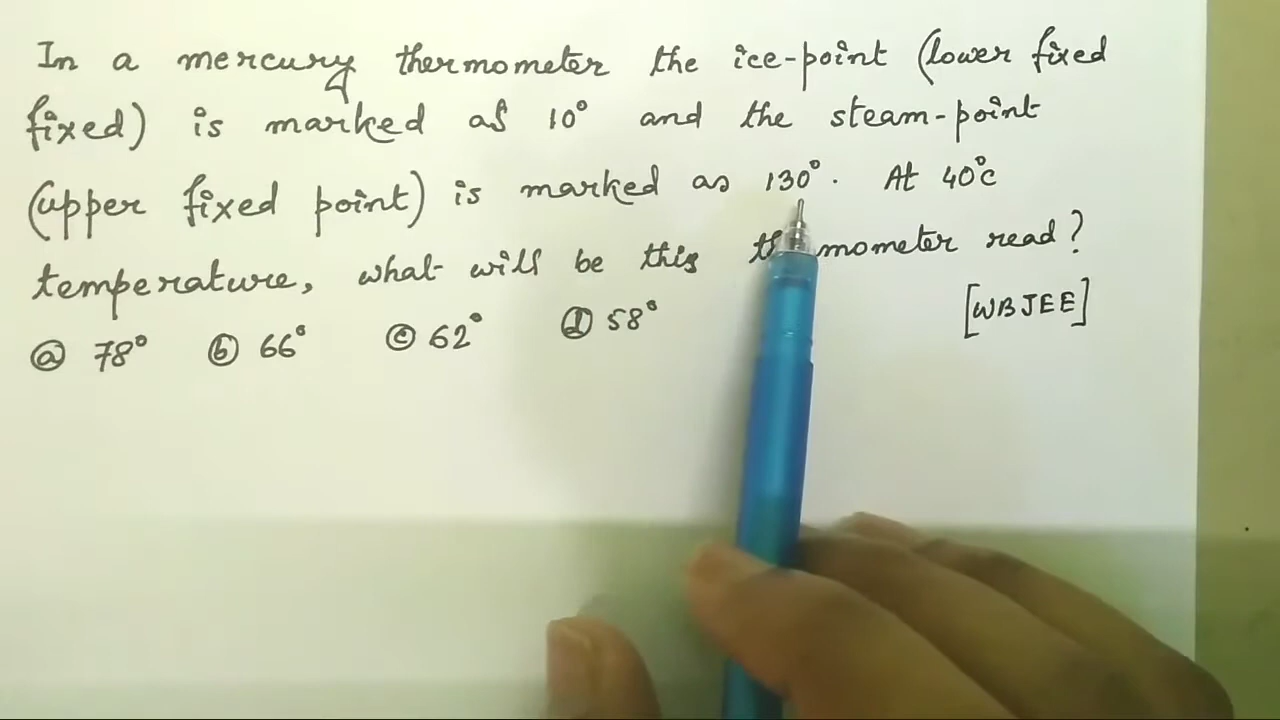 In a mercury thermometer the ice-point (lower fixed
fixed) is marked as 10° and the steam-point
(upper fixed point) is marked as 130°. At 40°c
temperature, what will be this thermometer read?
[WBJEE]
(a) 78° (b) 66° (c) 62° (d) 58°